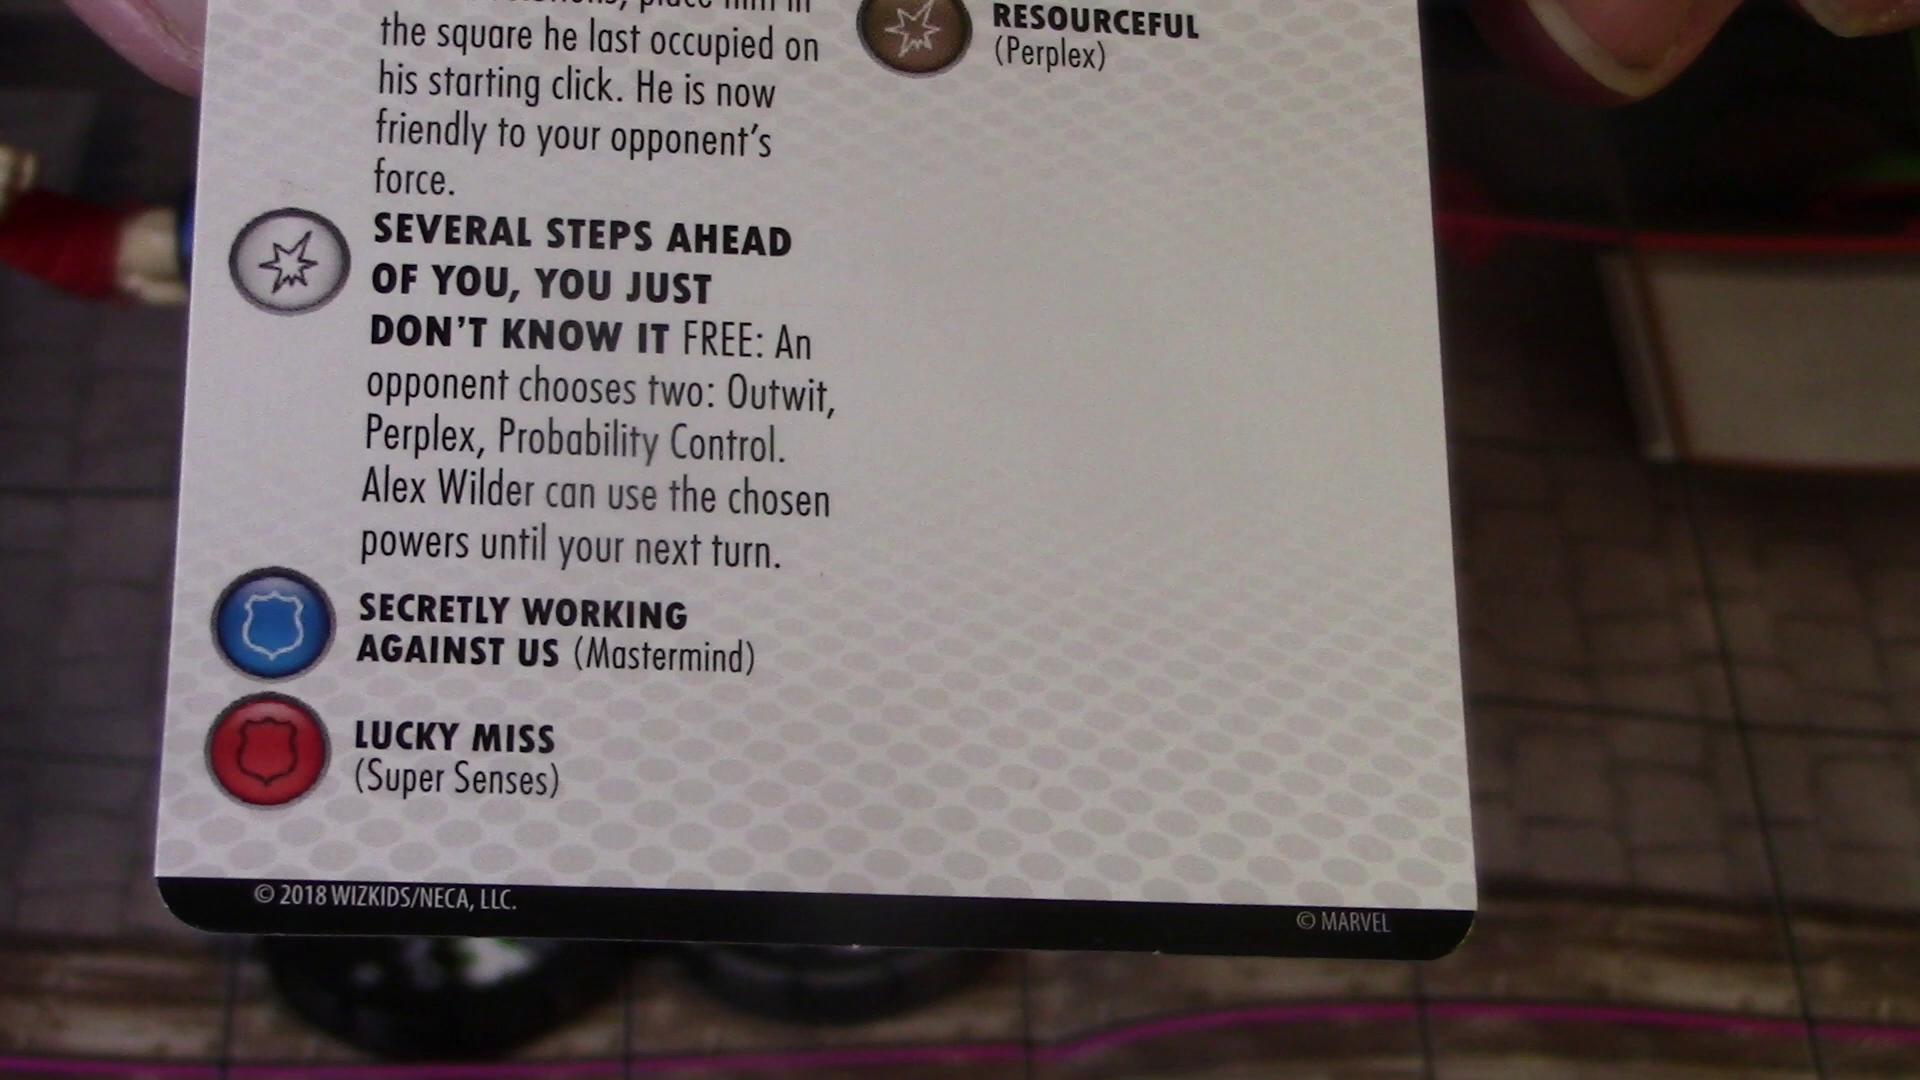 place him in
the square he last occupied on
his starting click. He is now
friendly to your opponent's
force.
SEVERAL STEPS AHEAD
OF YOU, YOU JUST
DON'T KNOW IT FREE: An
opponent chooses two: Outwit,
Perplex, Probability Control.
Alex Wilder can use the chosen
powers until your next turn.
SECRETLY WORKING
AGAINST US (Mastermind)
LUCKY MISS
(Super Senses)
RESOURCEFUL
(Perplex)
© 2018 WIZKIDS/NECA, LLC.
© MARVEL